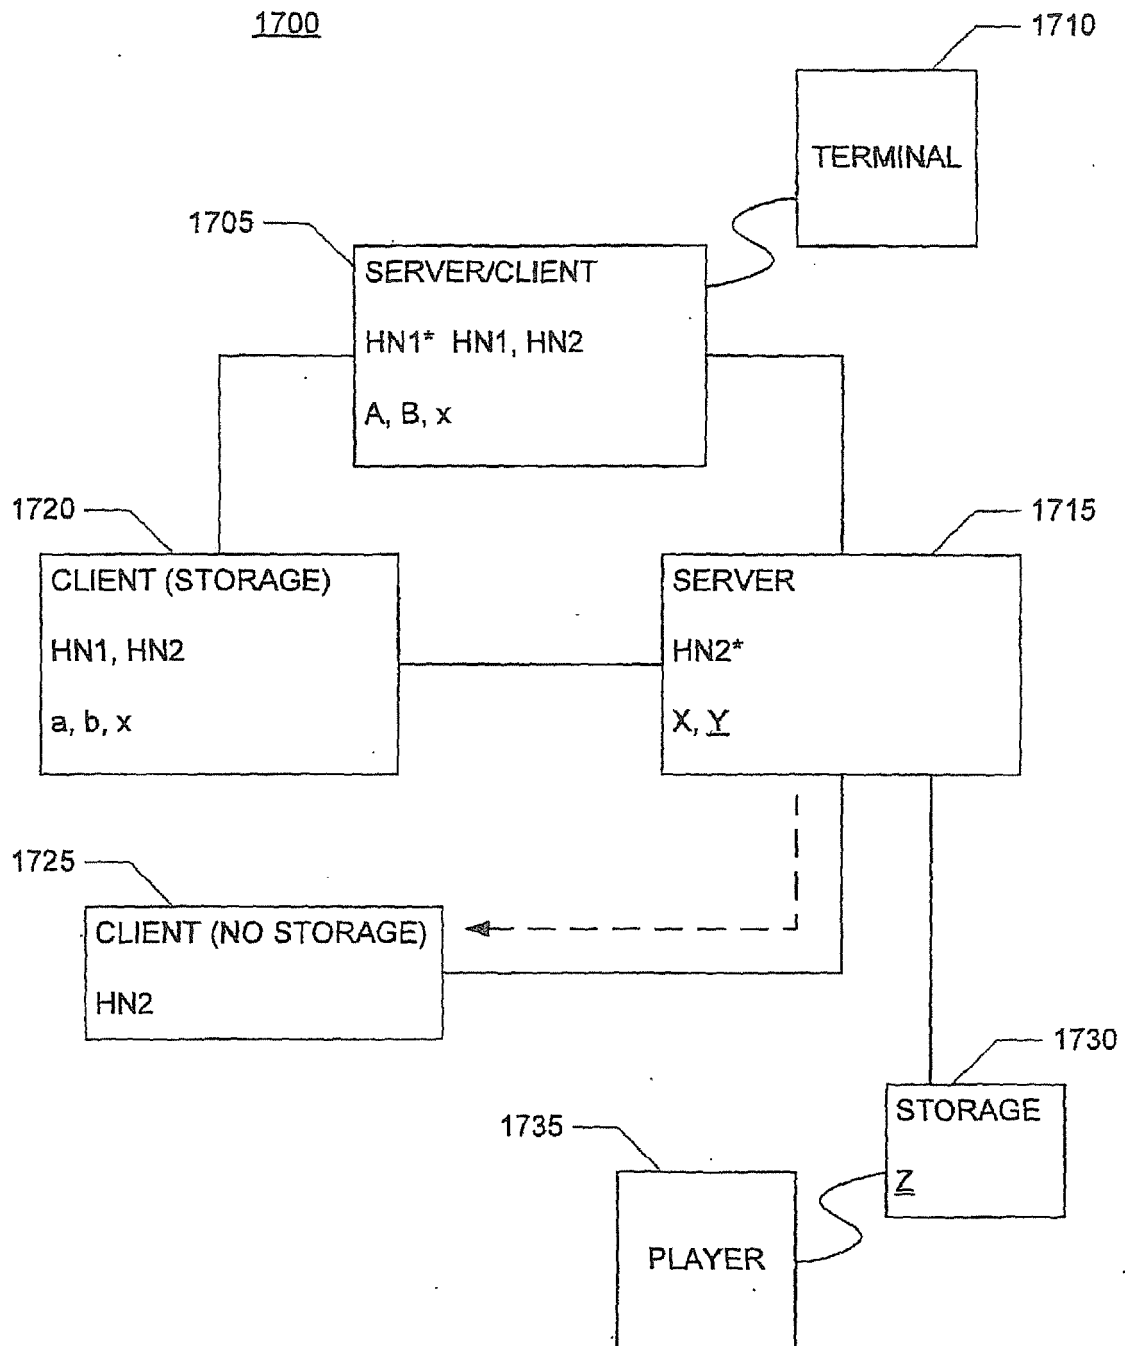 1700
1710
TERMINAL
1705
SERVER/CLIENT
HN1* HN1, HN2
A, B, x
1720
CLIENT (STORAGE)
HN1, HN2
a, b, x
1715
SERVER
HN2*
X, Y
1725
CLIENT (NO STORAGE)
HN2
1730
STORAGE
Z
1735
PLAYER